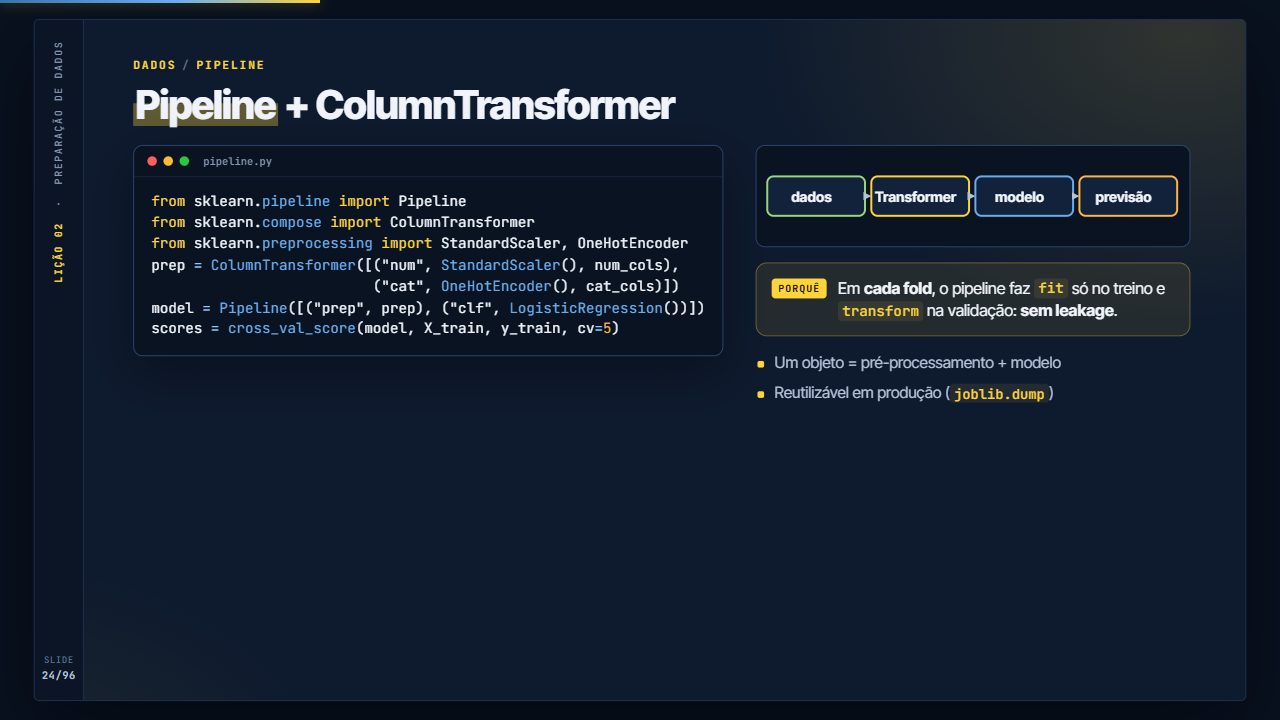 LIÇÃO 02 · PREPARAÇÃO DE DADOS
DADOS / PIPELINE
Pipeline + ColumnTransformer
pipeline.py
from sklearn.pipeline import Pipeline
from sklearn.compose import ColumnTransformer
from sklearn.preprocessing import StandardScaler, OneHotEncoder
prep = ColumnTransformer([("num", StandardScaler(), num_cols),
("cat", OneHotEncoder(), cat_cols)])
model = Pipeline([("prep", prep), ("clf", LogisticRegression())])
scores = cross_val_score(model, X_train, y_train, cv=5)
dados Transformer modelo previsão
PORQUÊ Em cada fold, o pipeline faz fit só no treino e
transform na validação: sem leakage.
Um objeto = pré-processamento + modelo
Reutilizável em produção (joblib.dump)
SLIDE
24/96